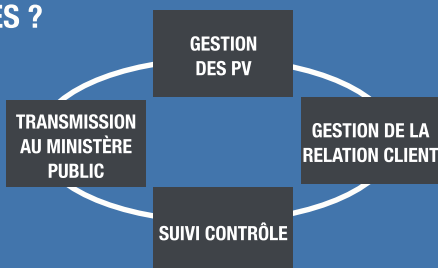 ES ?
GESTION
DES PV
TRANSMISSION
AU MINISTÈRE
PUBLIC
GESTION DE LA
RELATION CLIENT
SUIVI CONTRÔLE